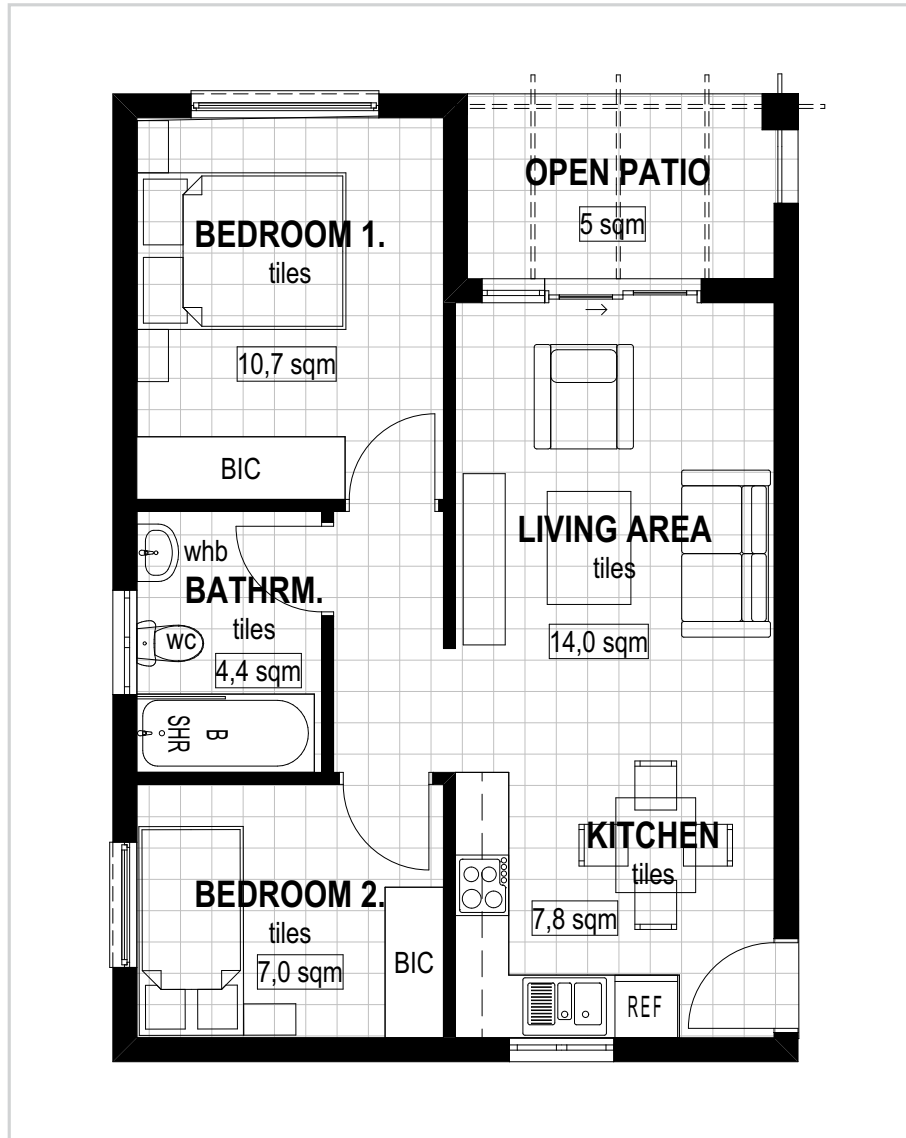 OPEN PATIO
5 sqm
BEDROOM 1.
tiles
10,7 sqm
BIC
LIVING AREA
tiles
14,0 sqm
whb
BATHRM.
tiles
wc
4,4 sqm
B
SHR
KITCHEN
tiles
7,8 sqm
BEDROOM 2.
tiles
7,0 sqm
BIC
REF